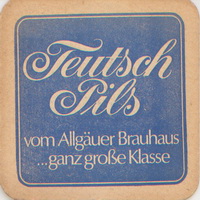 Teutsch
Pils
vom Allgäuer Brauhaus
...ganz große Klasse